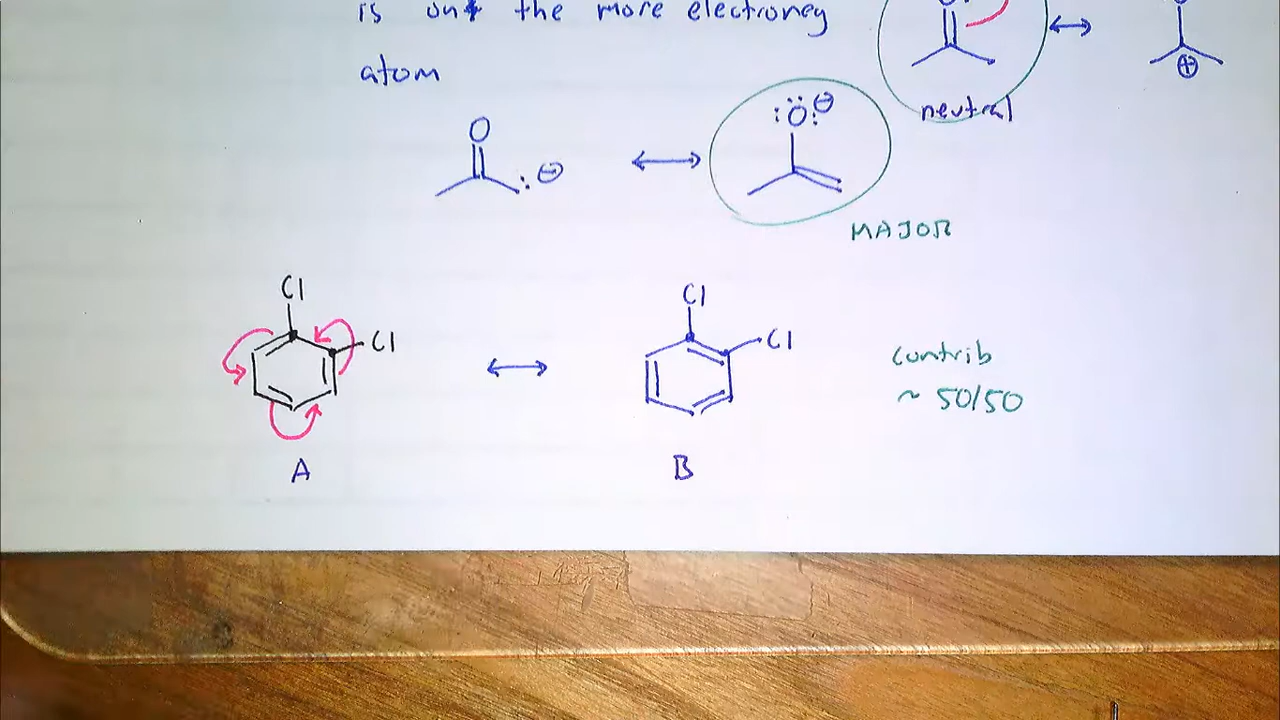 is on the more electroneg
atom
neutral
⊕
:Ö: ⊖
O
: ⊖
MAJOR
Cl
Cl
Cl
Cl
contrib
~ 50/50
A
B